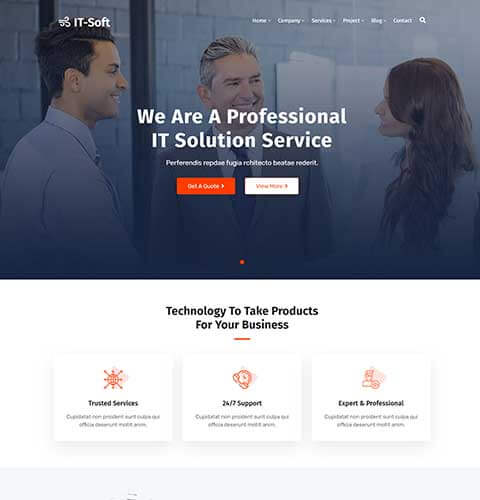 IT-Soft
Home Company Services Project Blog Contact
We Are A Professional
IT Solution Service
Perferendis repdae fugia rchitecto beatae rederit.
Get A Quote View More
Technology To Take Products
For Your Business
Trusted Services
Cupidatat non proident sunt culpa qui
officia deserunt mollit anim.
24/7 Support
Cupidatat non proident sunt culpa qui
officia deserunt mollit anim.
Expert & Professional
Cupidatat non proident sunt culpa qui
officia deserunt mollit anim.